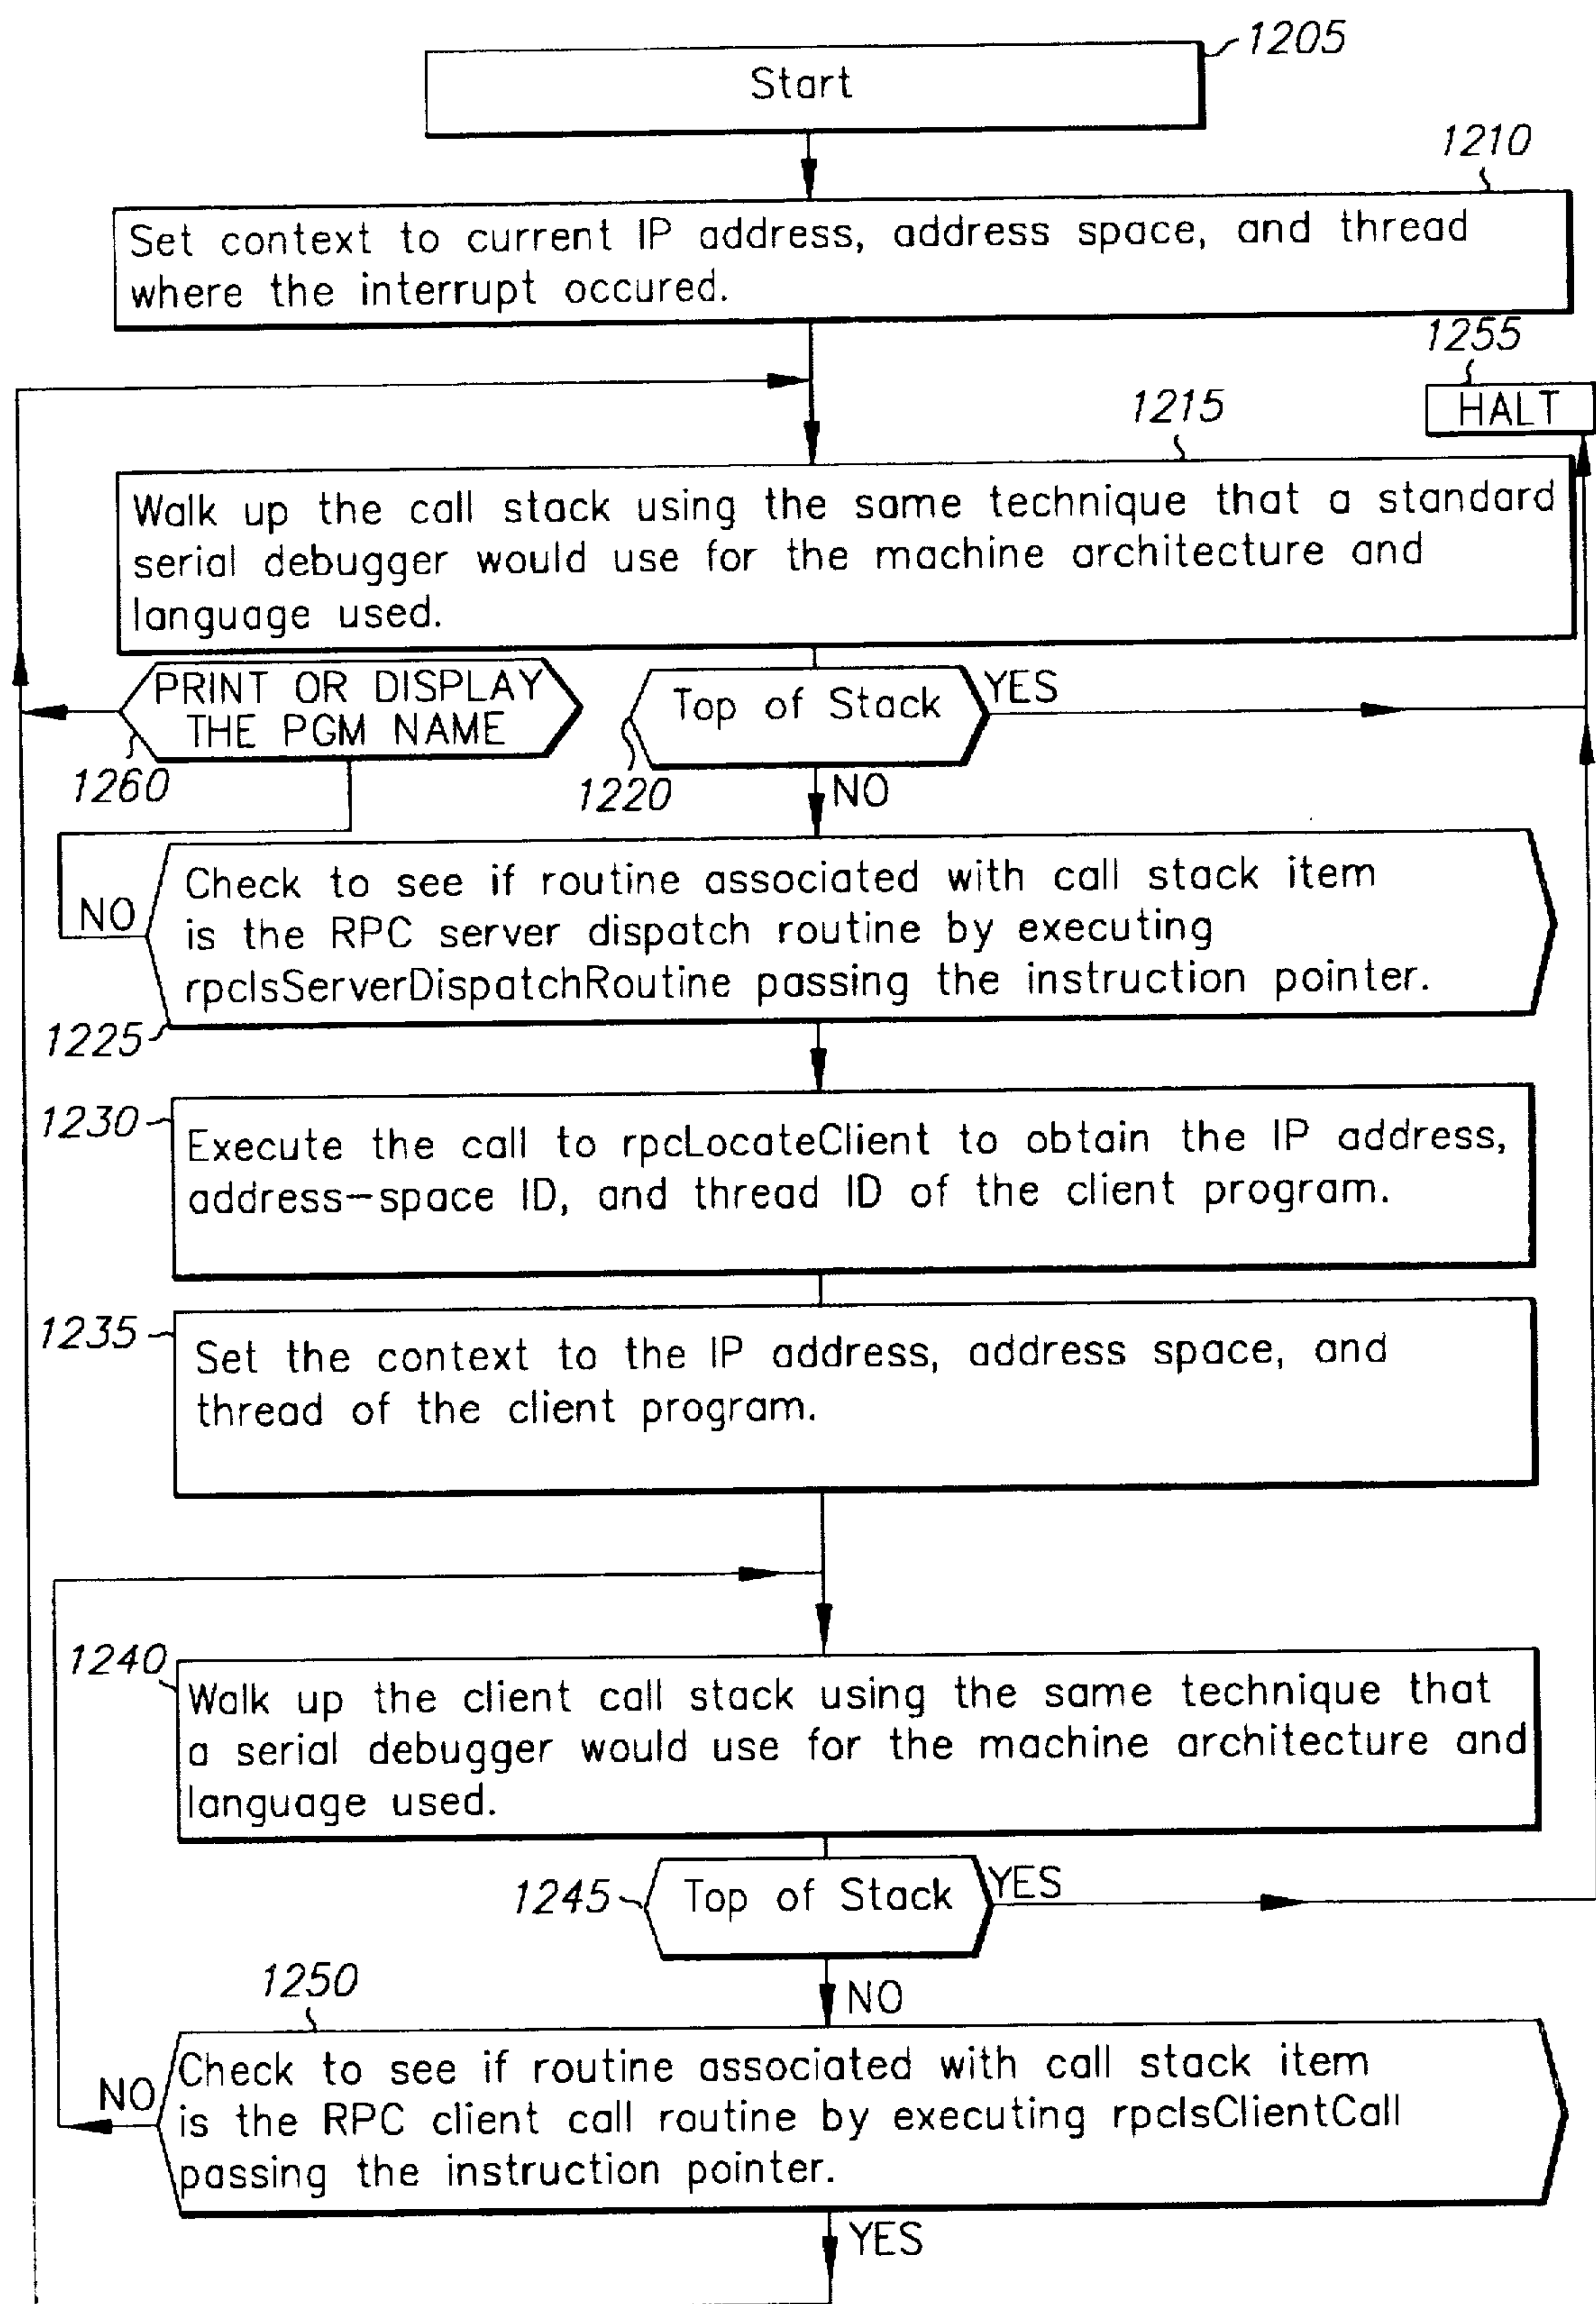 1205
Start
1210
Set context to current IP address, address space, and thread
where the interrupt occured.
1255
HALT
1215
Walk up the call stack using the same technique that a standard
serial debugger would use for the machine architecture and
language used.
PRINT OR DISPLAY
THE PGM NAME
1260
Top of Stack
YES
1220
NO
NO
Check to see if routine associated with call stack item
is the RPC server dispatch routine by executing
rpcIsServerDispatchRoutine passing the instruction pointer.
1225
1230
Execute the call to rpcLocateClient to obtain the IP address,
address-space ID, and thread ID of the client program.
1235
Set the context to the IP address, address space, and
thread of the client program.
1240
Walk up the client call stack using the same technique that
a serial debugger would use for the machine architecture and
language used.
1245
Top of Stack
YES
1250
NO
NO
Check to see if routine associated with call stack item
is the RPC client call routine by executing rpcIsClientCall
passing the instruction pointer.
YES